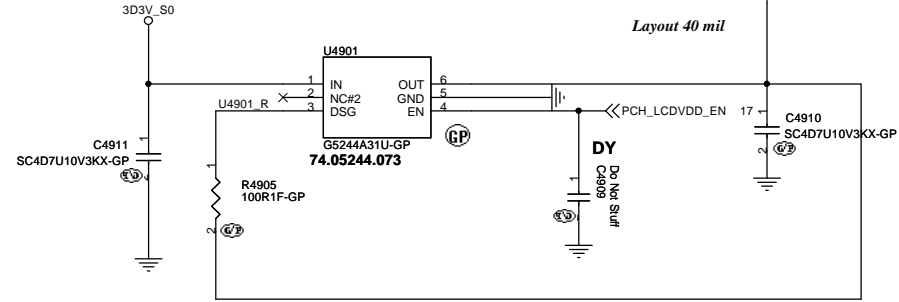 3D3V_S0
Layout 40 mil
U4901
1 IN OUT 6
2 NC#2 GND 5
U4901_R 3 DSG EN 4
PCH_LCDVDD_EN 17
G5244A31U-GP
74.05244.073
GP
1
C4911
SC4D7U10V3KX-GP
2
1
R4905
100R1F-GP
2
G/P
DY
1
Do Not Stuff
C4909
1
C4910
SC4D7U10V3KX-GP
2
G/P